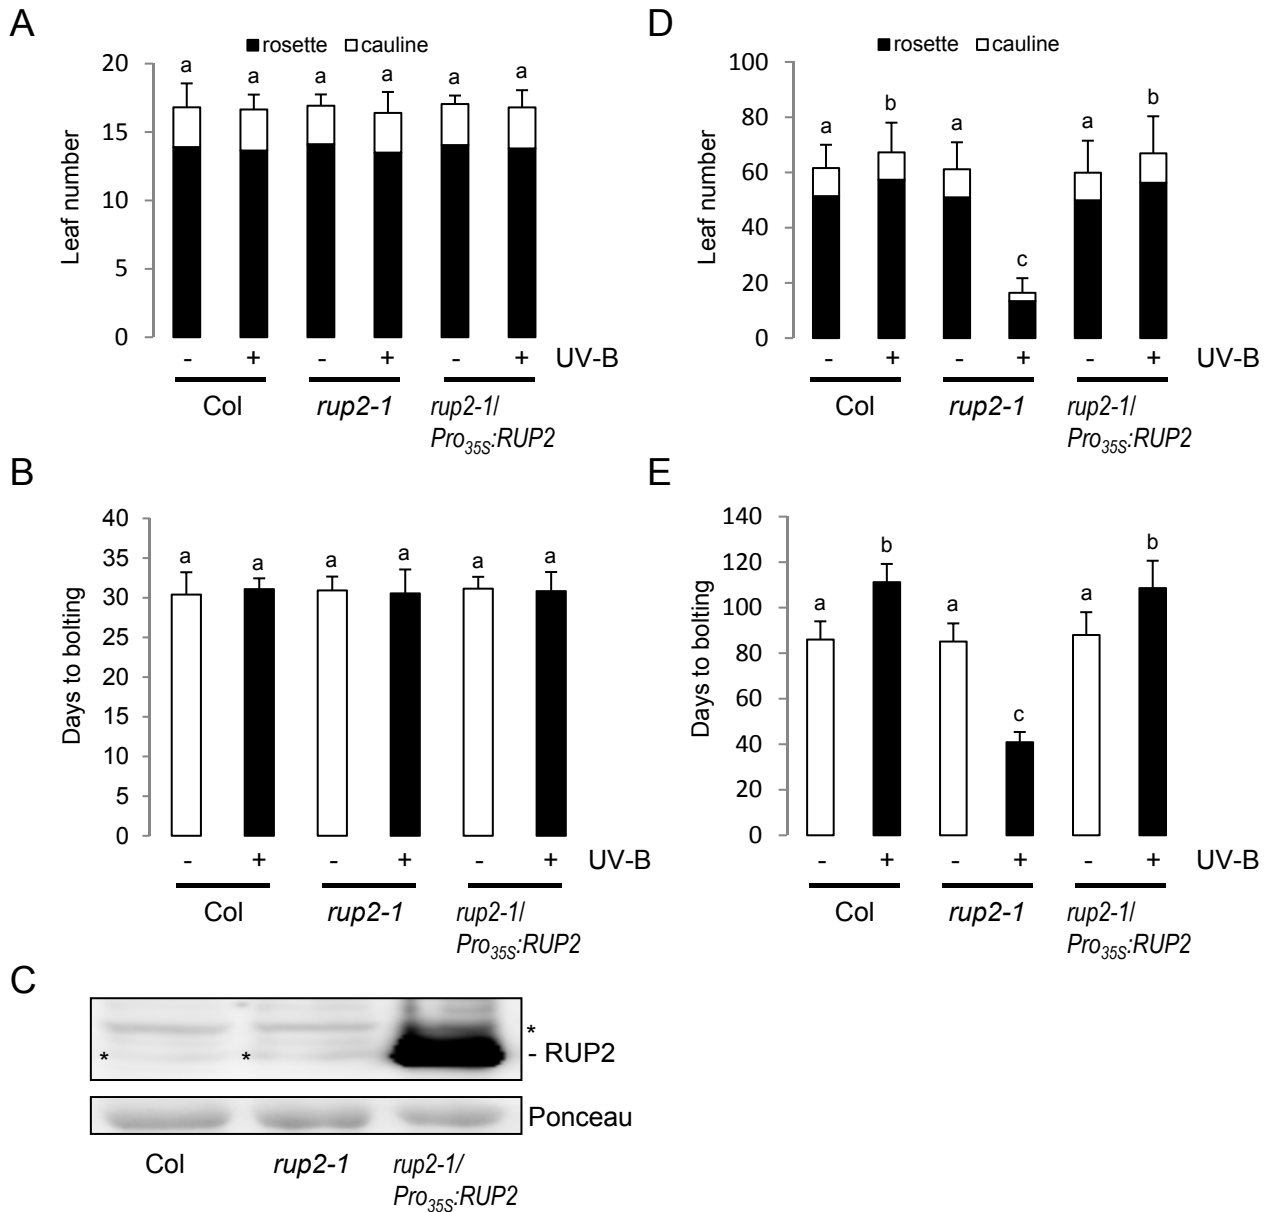 A
■rosette □cauline
Leaf number
20
15
10
5
0
a a a a a a
- + - + - + UV-B
Col rup2-1 rup2-1/
Pro35S:RUP2
D
■rosette □cauline
Leaf number
100
80
60
40
20
0
a b a c a b
- + - + - + UV-B
Col rup2-1 rup2-1/
Pro35S:RUP2
B
Days to bolting
40
35
30
25
20
15
10
5
0
a a a a a a
- + - + - + UV-B
Col rup2-1 rup2-1/
Pro35S:RUP2
E
Days to bolting
140
120
100
80
60
40
20
0
a b a c a b
- + - + - + UV-B
Col rup2-1 rup2-1/
Pro35S:RUP2
C
*
* * - RUP2
Ponceau
Col rup2-1 rup2-1/
Pro35S:RUP2